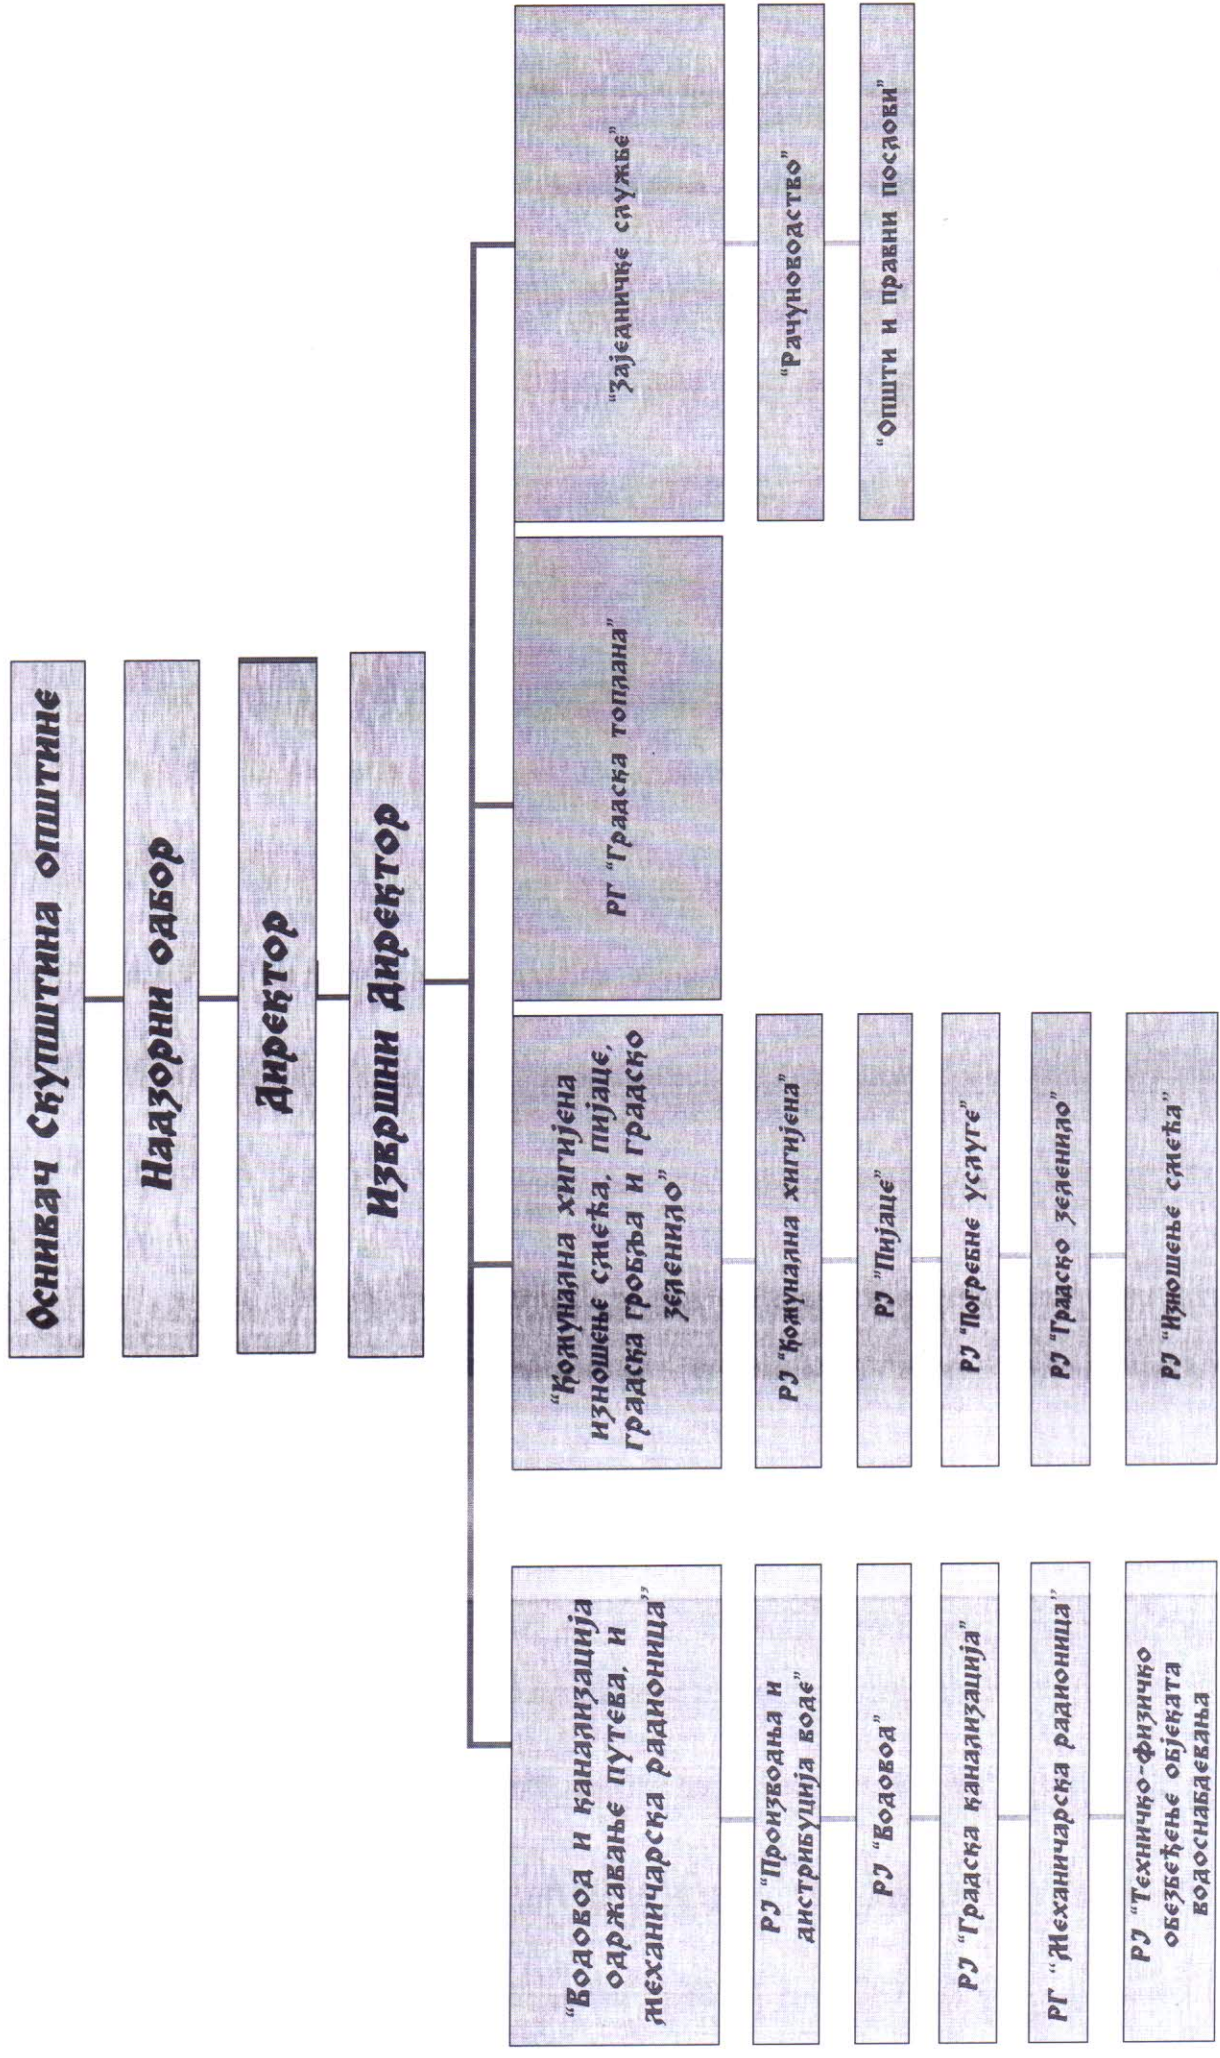 Оснивач Скупштина општине
Надзорни одбор
Директор
Извршни Директор
“Водовод и канализација
одржавање путева, и
механичарска радионица”
РЈ “Производња и
дистрибуција воде”
РЈ “Водовод”
РЈ “Градска канализација”
РГ “Механичарска радионица”
РЈ “Техничко-физичко
обезбеђење објеката
водоснабдевања
“Комунална хигијена
изношење смећа, пијаце,
градска гробља и градско
зеленило”
РЈ “Комунална хигијена”
РЈ “Пијаце”
РЈ “Погребне услуге”
РЈ “Градско зеленило”
РЈ “Изношење смећа”
РГ “Градска топлана”
“Заједничке службе”
“Рачуноводство”
“Општи и правни послови”